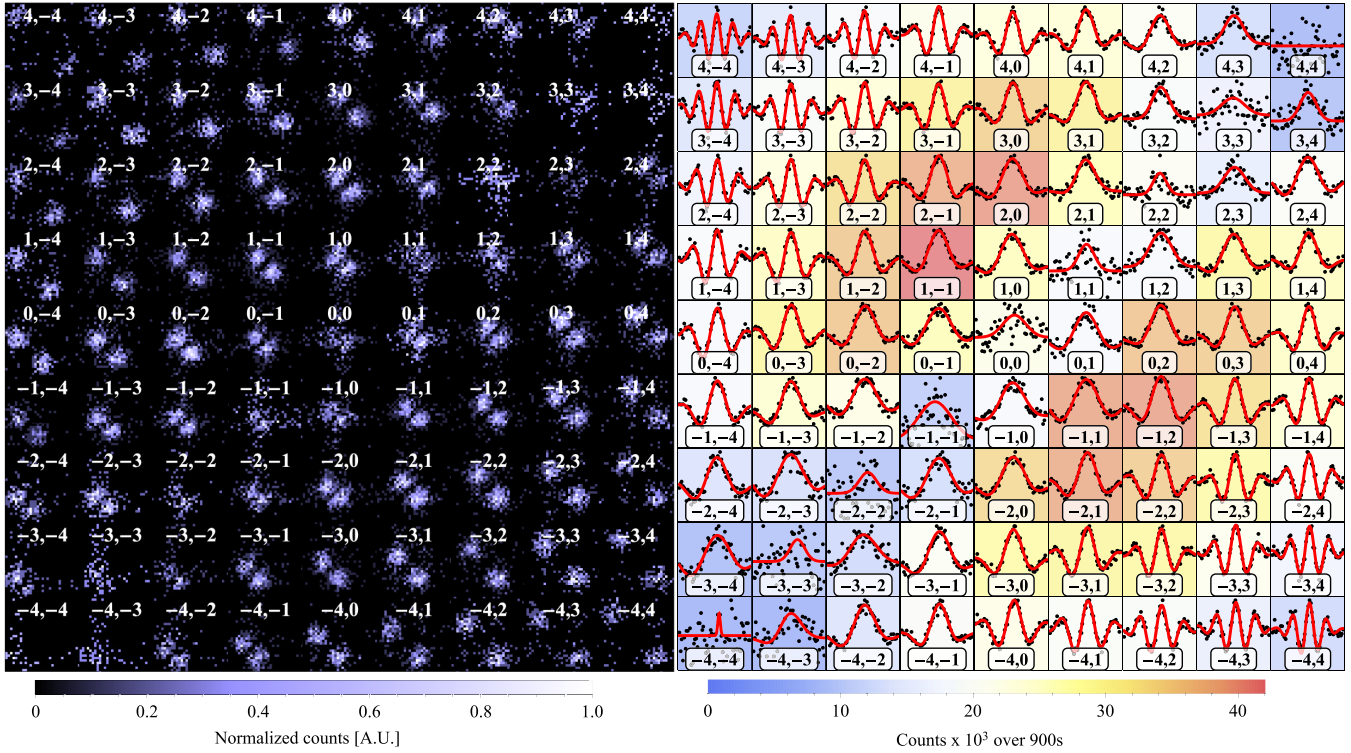 4,-4 4,-3 4,-2 4,-1 4,0 4,1 4,2 4,3 4,4
3,-4 3,-3 3,-2 3,-1 3,0 3,1 3,2 3,3 3,4
2,-4 2,-3 2,-2 2,-1 2,0 2,1 2,2 2,3 2,4
1,-4 1,-3 1,-2 1,-1 1,0 1,1 1,2 1,3 1,4
0,-4 0,-3 0,-2 0,-1 0,0 0,1 0,2 0,3 0,4
−1,-4 −1,-3 −1,-2 −1,-1 −1,0 −1,1 −1,2 −1,3 −1,4
−2,-4 −2,-3 −2,-2 −2,-1 −2,0 −2,1 −2,2 −2,3 −2,4
−3,-4 −3,-3 −3,-2 −3,-1 −3,0 −3,1 −3,2 −3,3 −3,4
−4,-4 −4,-3 −4,-2 −4,-1 −4,0 −4,1 −4,2 −4,3 −4,4
0 0.2 0.4 0.6 0.8 1.0
Normalized counts [A.U.]
4,−4 4,−3 4,−2 4,−1 4,0 4,1 4,2 4,3 4,4
3,−4 3,−3 3,−2 3,−1 3,0 3,1 3,2 3,3 3,4
2,−4 2,−3 2,−2 2,−1 2,0 2,1 2,2 2,3 2,4
1,−4 1,−3 1,−2 1,−1 1,0 1,1 1,2 1,3 1,4
0,−4 0,−3 0,−2 0,−1 0,0 0,1 0,2 0,3 0,4
−1,−4 −1,−3 −1,−2 −1,−1 −1,0 −1,1 −1,2 −1,3 −1,4
−2,−4 −2,−3 −2,−2 −2,−1 −2,0 −2,1 −2,2 −2,3 −2,4
−3,−4 −3,−3 −3,−2 −3,−1 −3,0 −3,1 −3,2 −3,3 −3,4
−4,−4 −4,−3 −4,−2 −4,−1 −4,0 −4,1 −4,2 −4,3 −4,4
0 10 20 30 40
Counts x 10³ over 900s